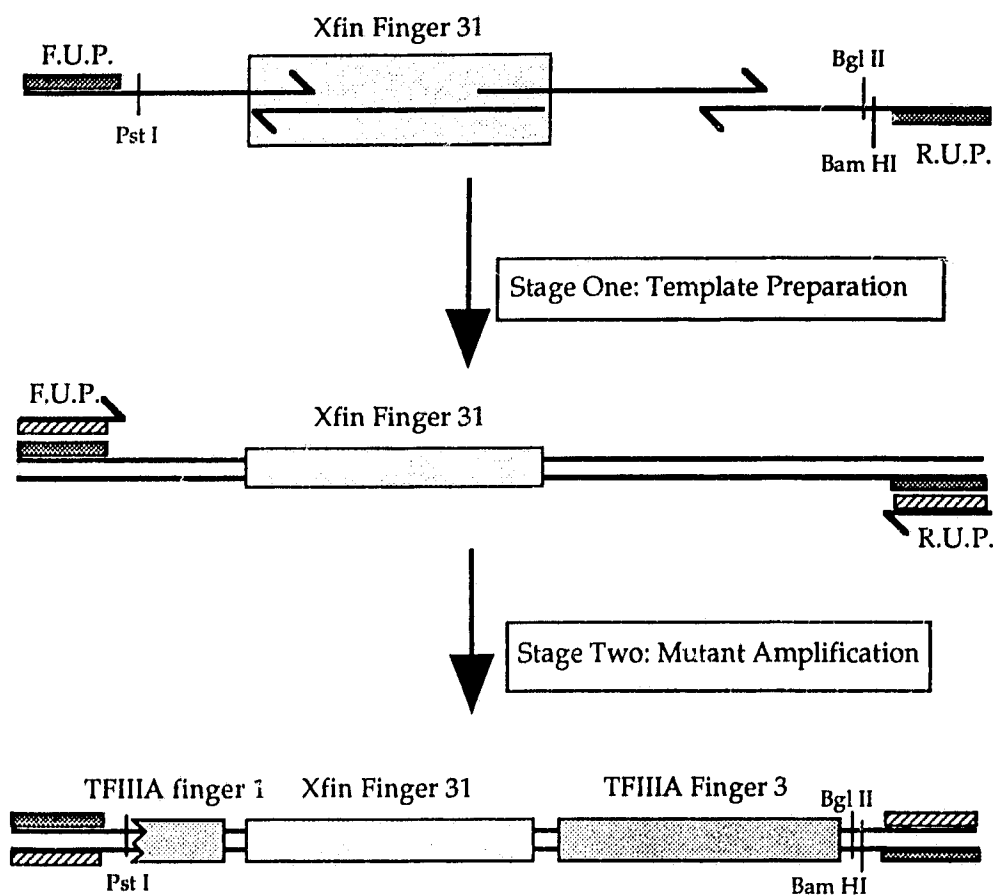 Xfin Finger 31
F.U.P.
Bgl II
Pst I
Bam HI
R.U.P.
Stage One: Template Preparation
F.U.P.
Xfin Finger 31
R.U.P.
Stage Two: Mutant Amplification
TFIIIA finger 1
Xfin Finger 31
TFIIIA Finger 3
Bgl II
Pst I
Bam HI